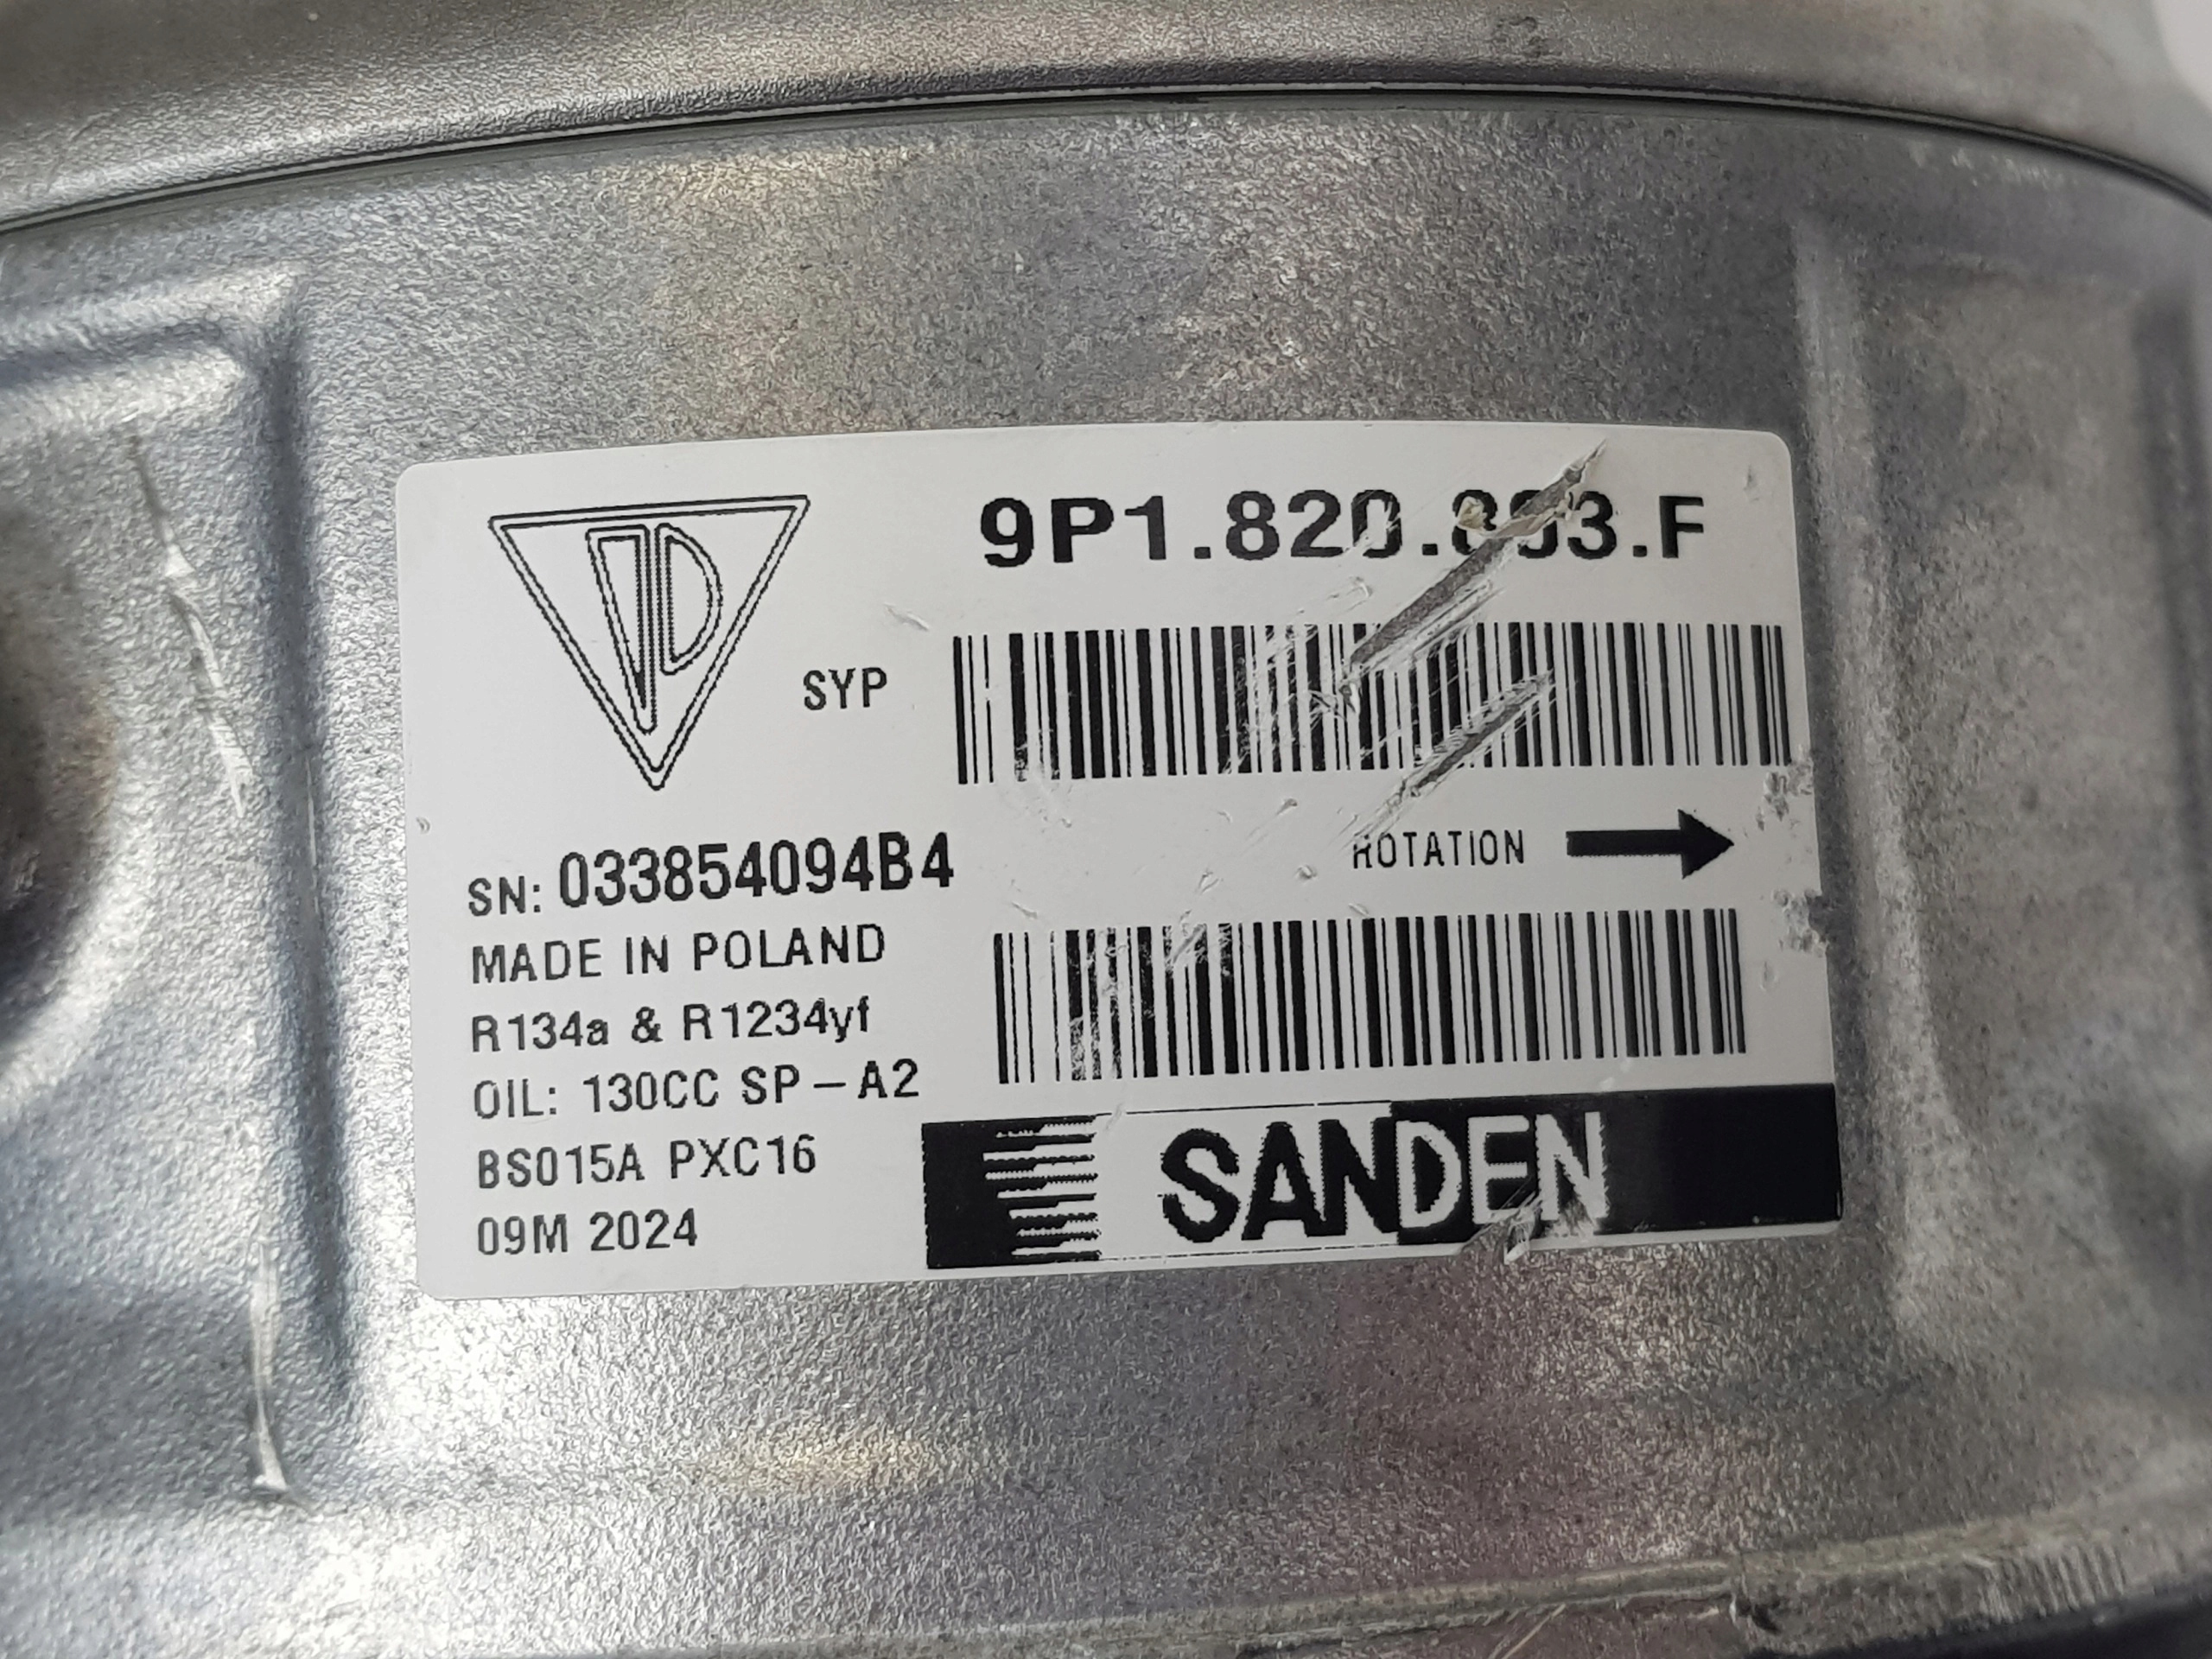 9P1.820.803.F
SYP
SN: 033854094B4
ROTATION
MADE IN POLAND
R134a & R1234yf
OIL: 130CC SP-A2
BS015A PXC16
09M 2024
SANDEN